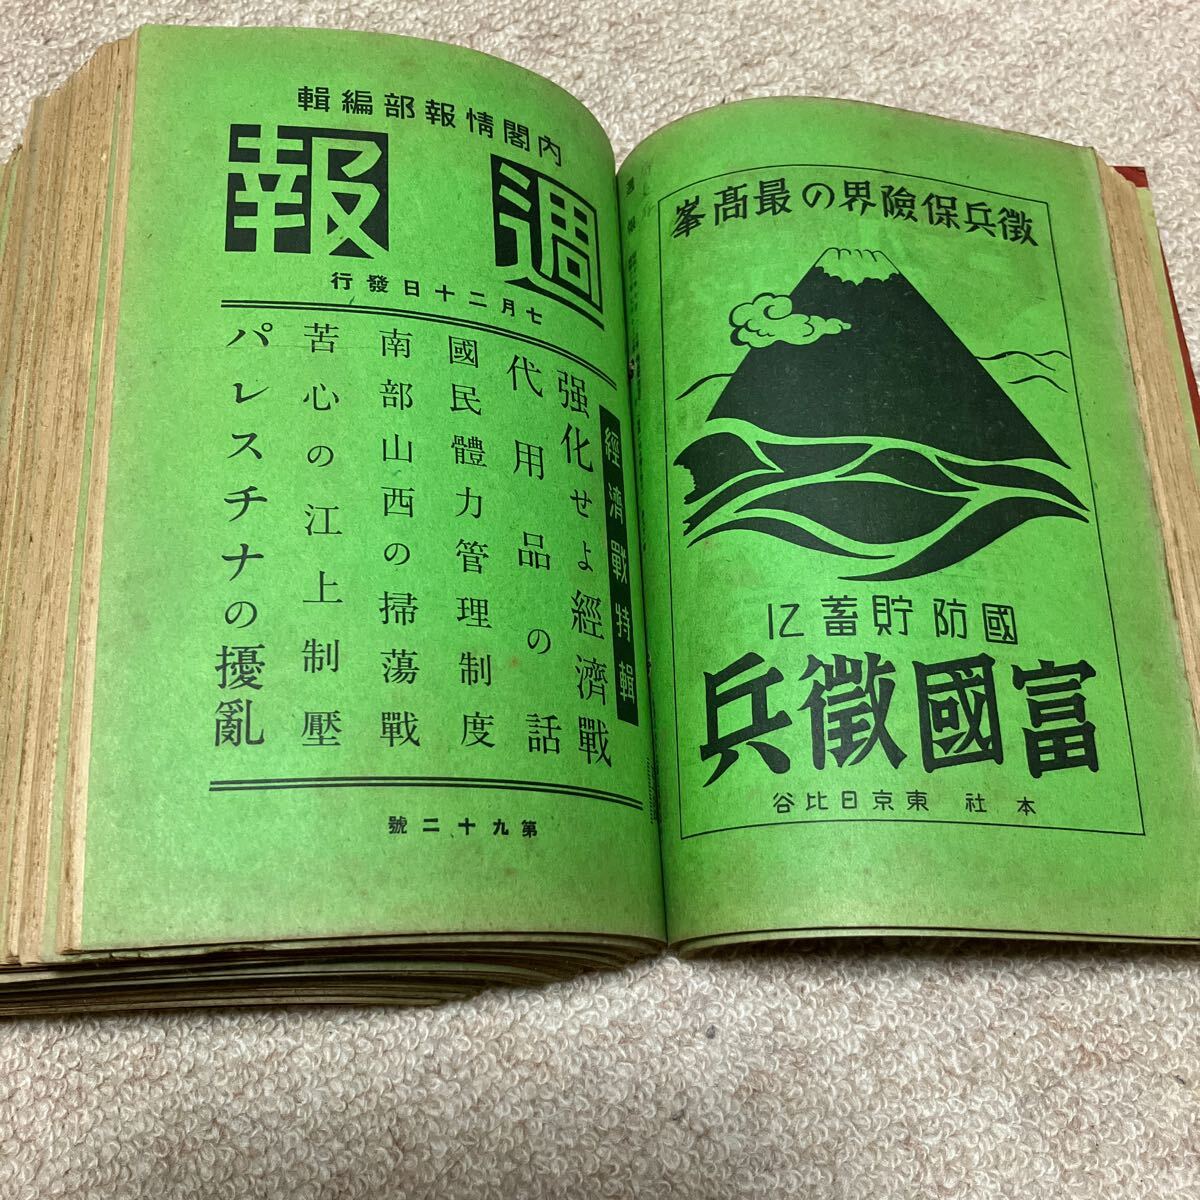 內閣情報部編輯
週報
七月二十日發行
經濟戰特輯
强化せよ經濟戰
代用品の話
國民體力管理制度
南部山西の掃蕩戰
苦心の江上制壓
パレスチナの擾亂
第九十二號
徵兵保險界の最高峯
國防貯蓄ニ
富國徵兵
本社 東京日比谷